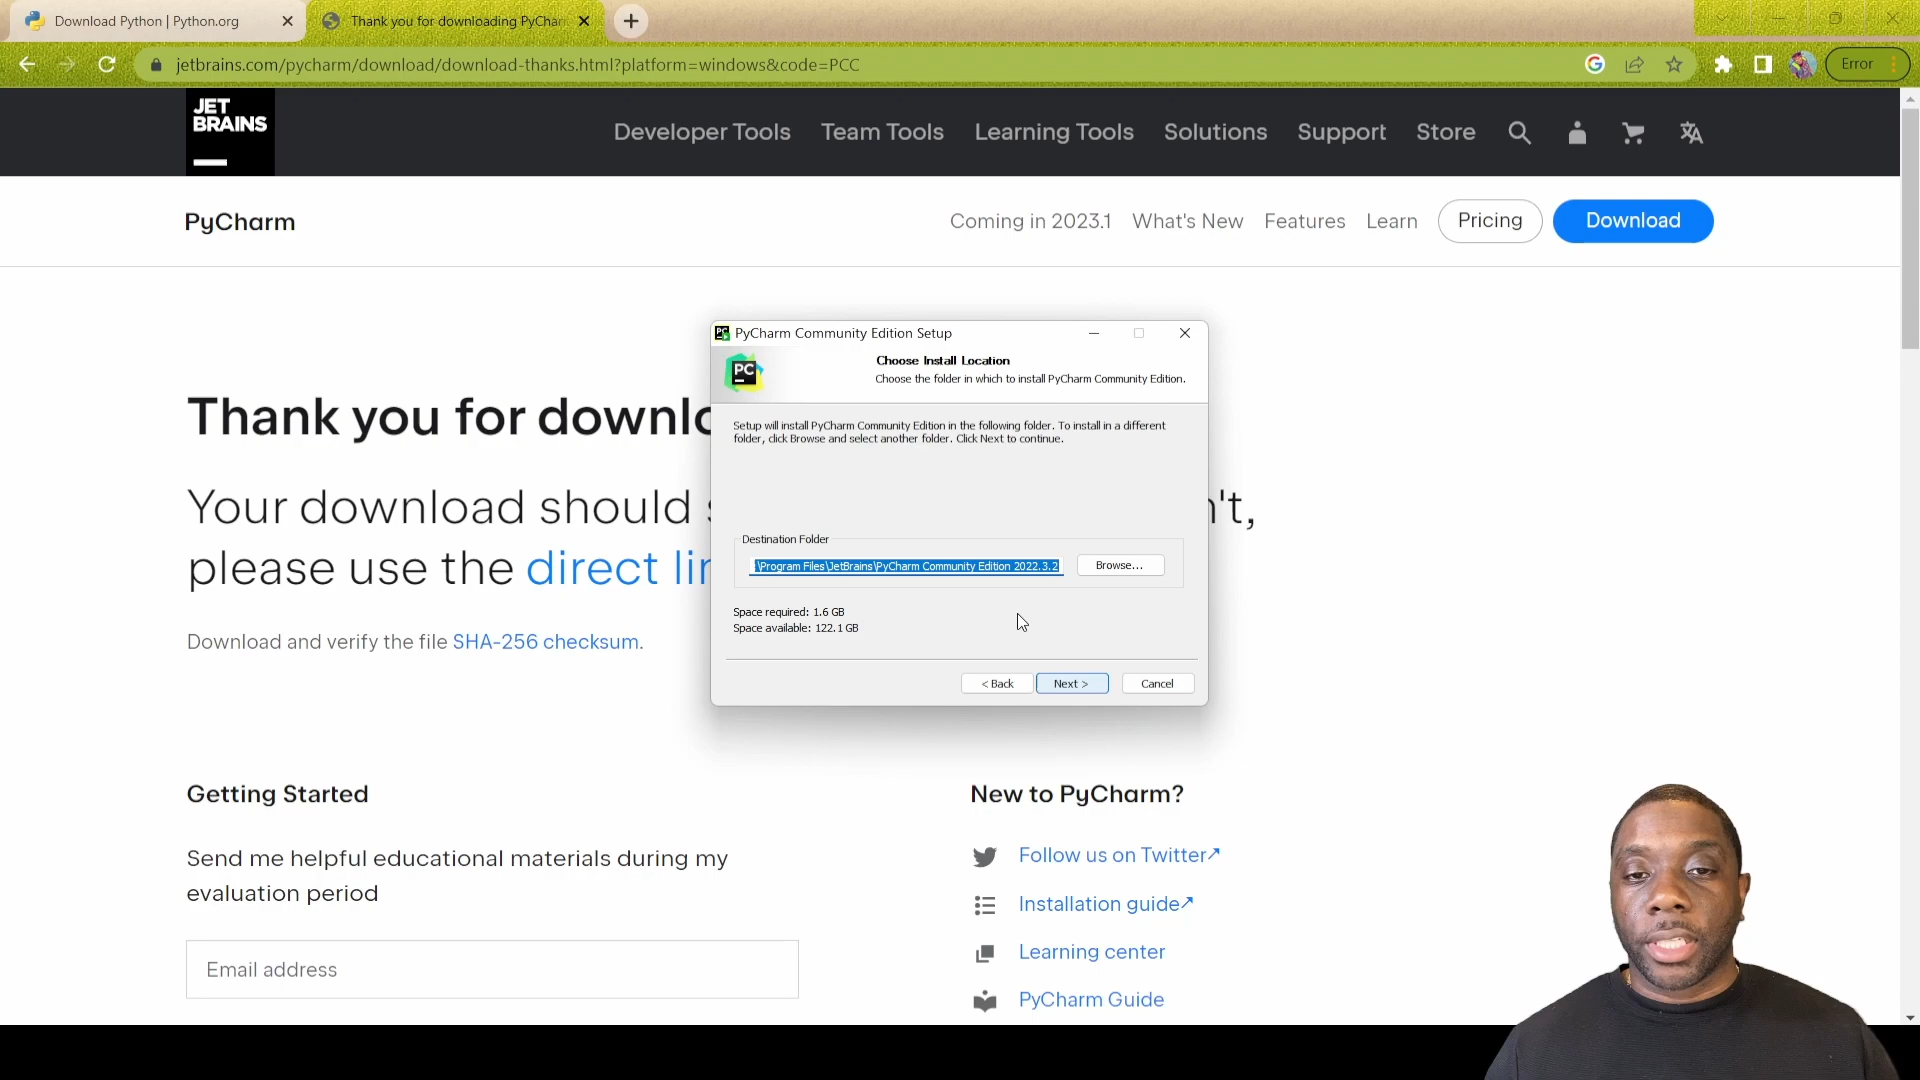 Download Python | Python.org
Thank you for downloading PyChar
jetbrains.com/pycharm/download/download-thanks.html?platform=windows&code=PCC
Error
JET
BRAINS
Developer Tools
Team Tools
Learning Tools
Solutions
Support
Store
PyCharm
Coming in 2023.1
What's New
Features
Learn
Pricing
Download
PyCharm Community Edition Setup
PC
Choose Install Location
Choose the folder in which to install PyCharm Community Edition.
Setup will install PyCharm Community Edition in the following folder. To install in a different
folder, click Browse and select another folder. Click Next to continue.
Destination Folder
:\Program Files\JetBrains\PyCharm Community Edition 2022.3.2
Browse...
Space required: 1.6 GB
Space available: 122.1 GB
< Back
Next >
Cancel
Thank you for downlo
Your download should s
n't,
please use the direct lin
Download and verify the file SHA-256 checksum.
Getting Started
Send me helpful educational materials during my
evaluation period
Email address
New to PyCharm?
Follow us on Twitter↗
Installation guide↗
Learning center
PyCharm Guide